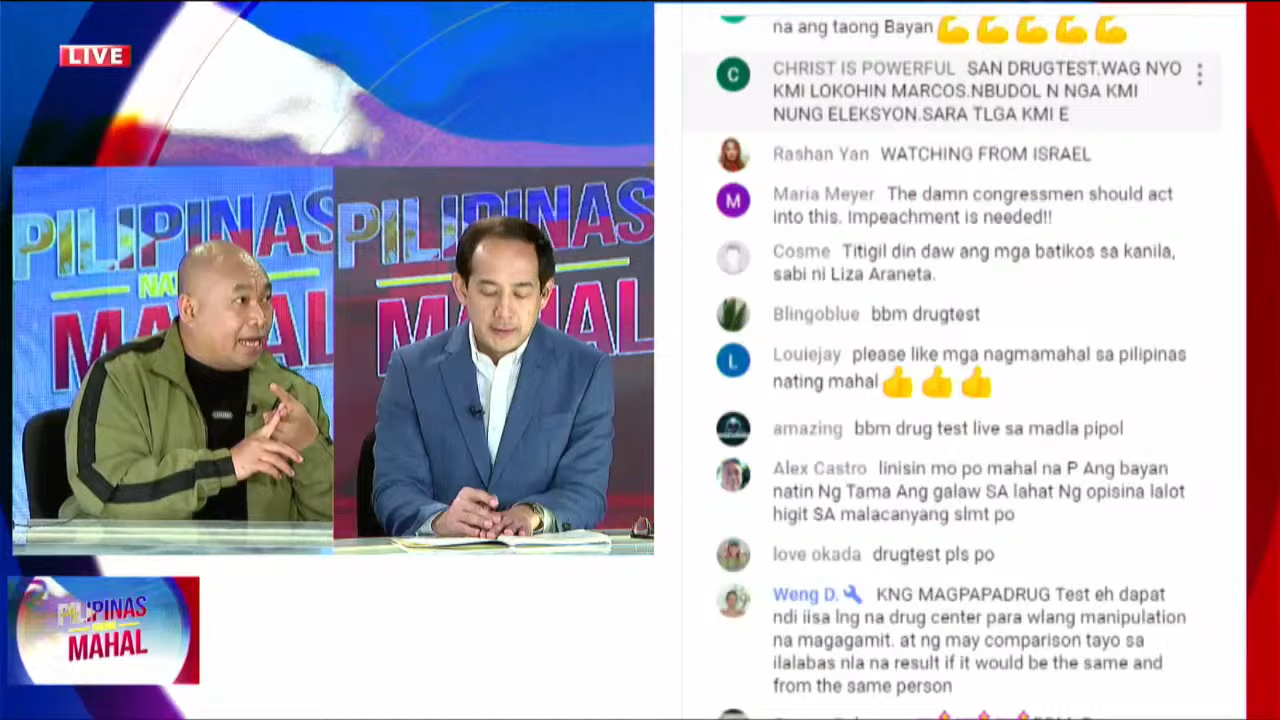 LIVE
PILIPINAS
NA
MAHAL
PILIPINAS
MAHAL
PILIPINAS
MAHAL
na ang taong Bayan 💪 💪 💪 💪 💪
C
CHRIST IS POWERFUL SAN DRUGTEST.WAG NYO
KMI LOKOHIN MARCOS.NBUDOL N NGA KMI
NUNG ELEKSYON.SARA TLGA KMI E
Rashan Yan WATCHING FROM ISRAEL
M
Maria Meyer The damn congressmen should act
into this. Impeachment is needed!!
Cosme Titigil din daw ang mga batikos sa kanila,
sabi ni Liza Araneta.
Blingoblue bbm drugtest
L
Louiejay please like mga nagmamahal sa pilipinas
nating mahal 👍 👍 👍
amazing bbm drug test live sa madla pipol
Alex Castro linisin mo po mahal na P Ang bayan
natin Ng Tama Ang galaw SA lahat Ng opisina lalot
higit SA malacanyang slmt po
love okada drugtest pls po
Weng D. 🔧 KNG MAGPAPADRUG Test eh dapat
ndi iisa lng na drug center para wlang manipulation
na magagamit. at ng may comparison tayo sa
ilalabas nla na result if it would be the same and
from the same person